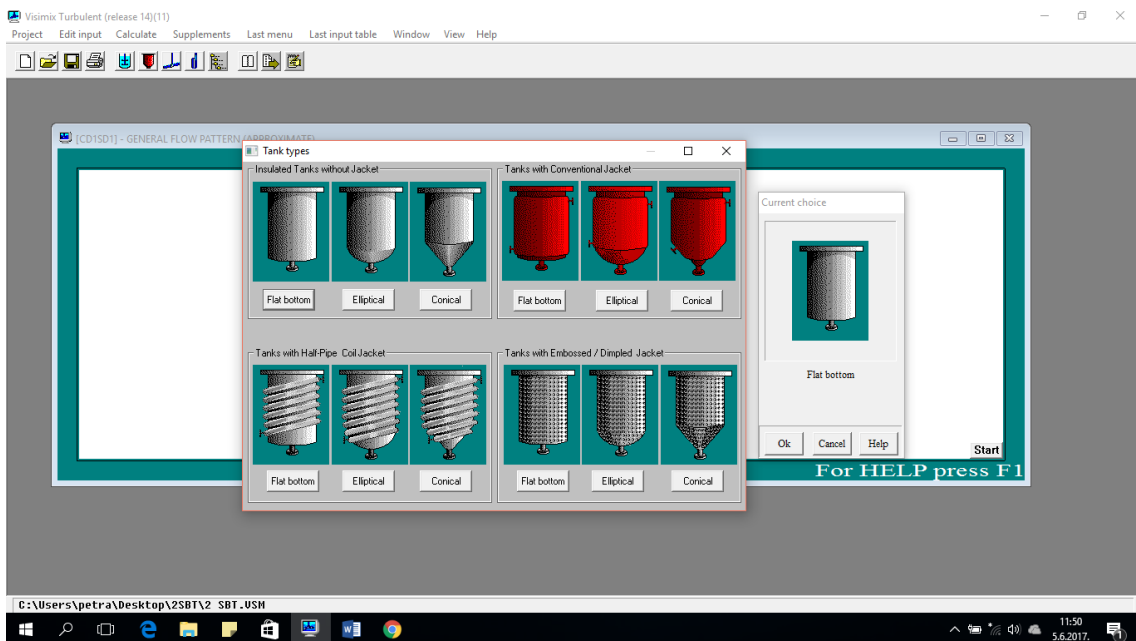 Visimix Turbulent (release 14)(11)
Project Edit input Calculate Supplements Last menu Last input table Window View Help
[CD1SD1] - GENERAL FLOW PATTERN (APPROXIMATE)
Tank types
Insulated Tanks without Jacket
Flat bottom Elliptical Conical
Tanks with Conventional Jacket
Flat bottom Elliptical Conical
Tanks with Half-Pipe Coil Jacket
Flat bottom Elliptical Conical
Tanks with Embossed / Dimpled Jacket
Flat bottom Elliptical Conical
Current choice
Flat bottom
Ok Cancel Help
Start
For HELP press F1
C:\Users\petra\Desktop\2SBT\2 SBT.VSM
11:50
5.6.2017.